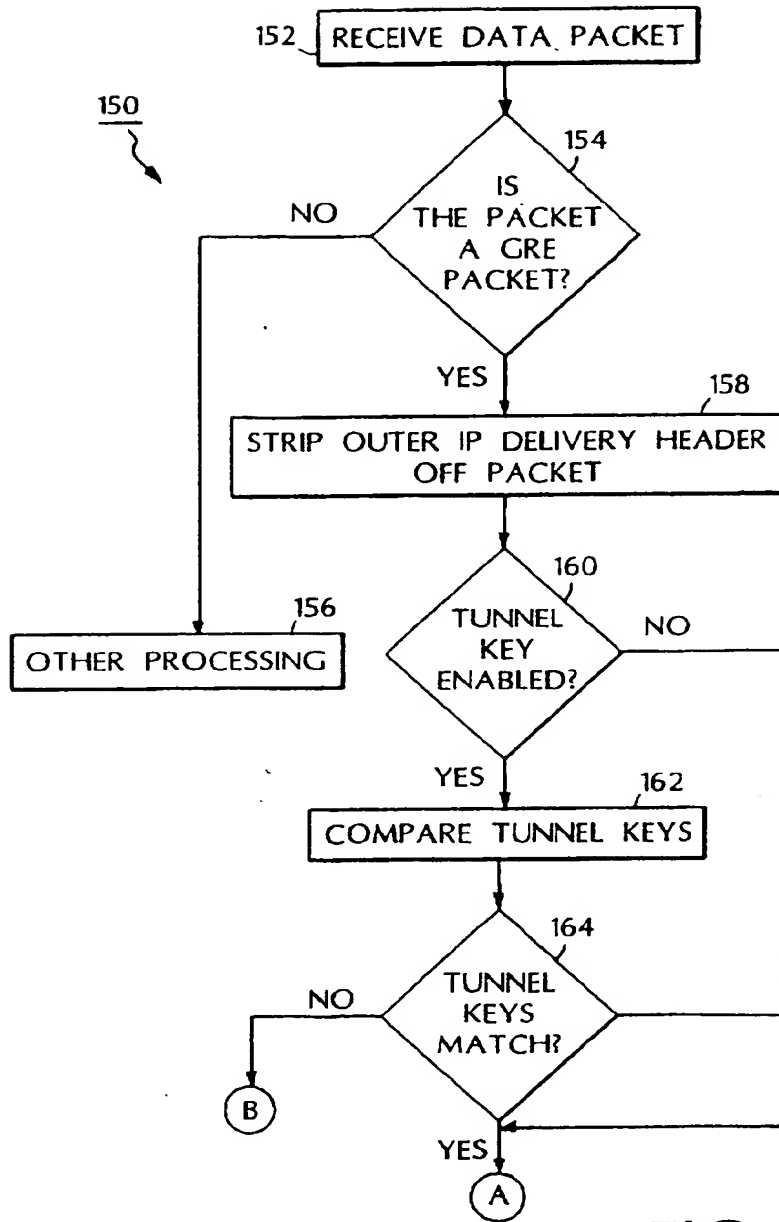 152 RECEIVE DATA PACKET
150
154
IS
THE PACKET
A GRE
PACKET?
NO
YES
158
STRIP OUTER IP DELIVERY HEADER
OFF PACKET
160
TUNNEL
KEY
ENABLED?
NO
156
OTHER PROCESSING
YES
162
COMPARE TUNNEL KEYS
164
TUNNEL
KEYS
MATCH?
NO
B
YES
A